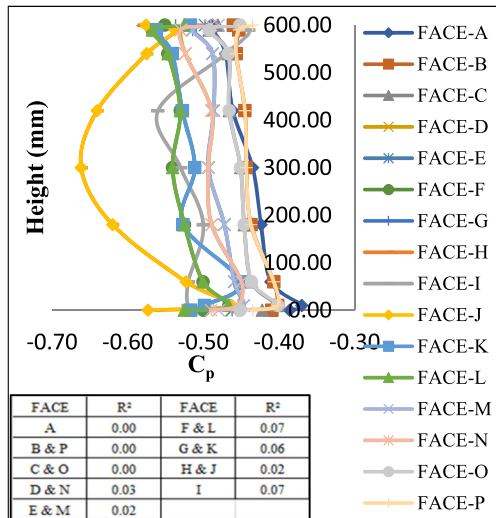 600.00
500.00
400.00
300.00
200.00
100.00
0.00
Height (mm)
-0.70
-0.60
-0.50
-0.40
-0.30
Cp
FACE-A
FACE-B
FACE-C
FACE-D
FACE-E
FACE-F
FACE-G
FACE-H
FACE-I
FACE-J
FACE-K
FACE-L
FACE-M
FACE-N
FACE-O
FACE-P
FACE R² FACE R²
A 0.00 F & L 0.07
B & P 0.00 G & K 0.06
C & O 0.00 H & J 0.02
D & N 0.03 I 0.07
E & M 0.02